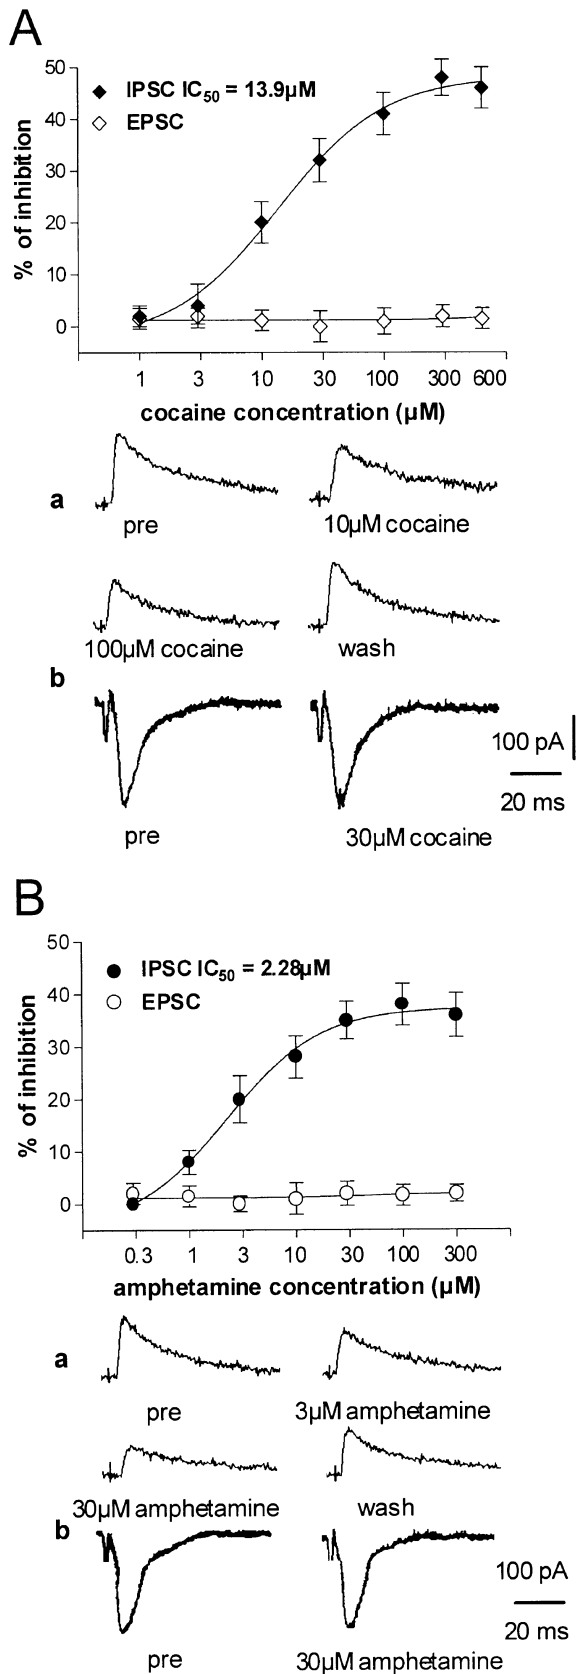 A
50
40
30
20
10
0
% of inhibition
IPSC IC50 = 13.9µM
EPSC
1 3 10 30 100 300 600
cocaine concentration (µM)
a
pre
10µM cocaine
100µM cocaine
wash
b
100 pA
20 ms
pre
30µM cocaine
B
50
40
30
20
10
0
% of inhibition
IPSC IC50 = 2.28µM
EPSC
0.3 1 3 10 30 100 300
amphetamine concentration (µM)
a
pre
3µM amphetamine
30µM amphetamine
wash
b
100 pA
20 ms
pre
30µM amphetamine